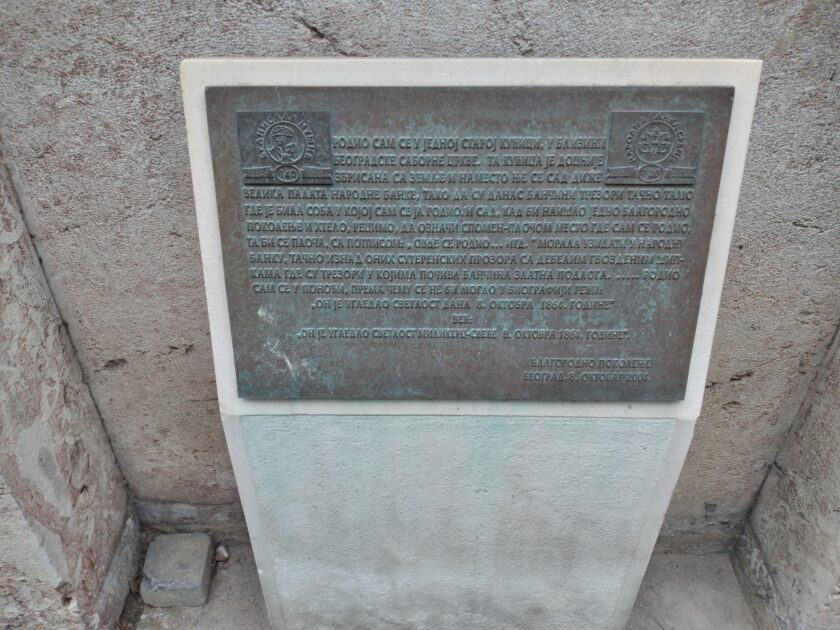 БРАНИСЛАВ НУШИЋ
140
120
РОДИО САМ СЕ У ЈЕДНОЈ СТАРОЈ КУЋИЦИ, У БЛИЗИНИ
БЕОГРАДСКЕ САБОРНЕ ЦРКВЕ. ТА КУЋИЦА ЈЕ ДОЦНИЈЕ
ЗБРИСАНА СА ЗЕМЉЕ И НАМЕСТО ЊЕ СЕ САД ДИЖЕ
ВЕЛИКА ПАЛАТА НАРОДНЕ БАНКЕ, ТАКО ДА СУ ДАНАС БАНЧИНИ ТРЕЗОРИ ТАЧНО ТАМО
ГДЕ ЈЕ БИЛА СОБА У КОЈОЈ САМ СЕ ЈА РОДИО. И САД, КАД БИ НАИШЛО ЈЕДНО БЛАГОРОДНО
ПОКОЛЕЊЕ И ХТЕЛО, РЕЦИМО, ДА ОЗНАЧИ СПОМЕН-ПЛОЧОМ МЕСТО ГДЕ САМ СЕ РОДИО,
ТА БИ СЕ ПЛОЧА, СА ПОТПИСОМ: „ОВДЕ СЕ РОДИО... ИТД." МОРАЛА УЗИДАТИ У НАРОДНУ
БАНКУ, ТАЧНО ИЗНАД ОНИХ СУТЕРЕНСКИХ ПРОЗОРА СА ДЕБЕЛИМ ГВОЗДЕНИМ ШИП-
КАМА ГДЕ СУ ТРЕЗОРИ У КОЈИМА ПОЧИВА БАНЧИНА ЗЛАТНА ПОДЛОГА. ...... РОДИО
САМ СЕ У ПОНОЋИ, ПРЕМА ЧЕМУ СЕ НЕ БИ МОГЛО У БИОГРАФИЈИ РЕЋИ:
„ОН ЈЕ УГЛЕДАО СВЕТЛОСТ ДАНА 8. ОКТОБРА 1864. ГОДИНЕ"
ВЕЋ:
„ОН ЈЕ УГЛЕДАО СВЕТЛОСТ МИЛИКЕРЦ-СВЕЋЕ 8. ОКТОБРА 1864. ГОДИНЕ".
БЛАГОРОДНО ПОКОЛЕЊЕ
БЕОГРАД, 8. ОКТОБАР 2004.